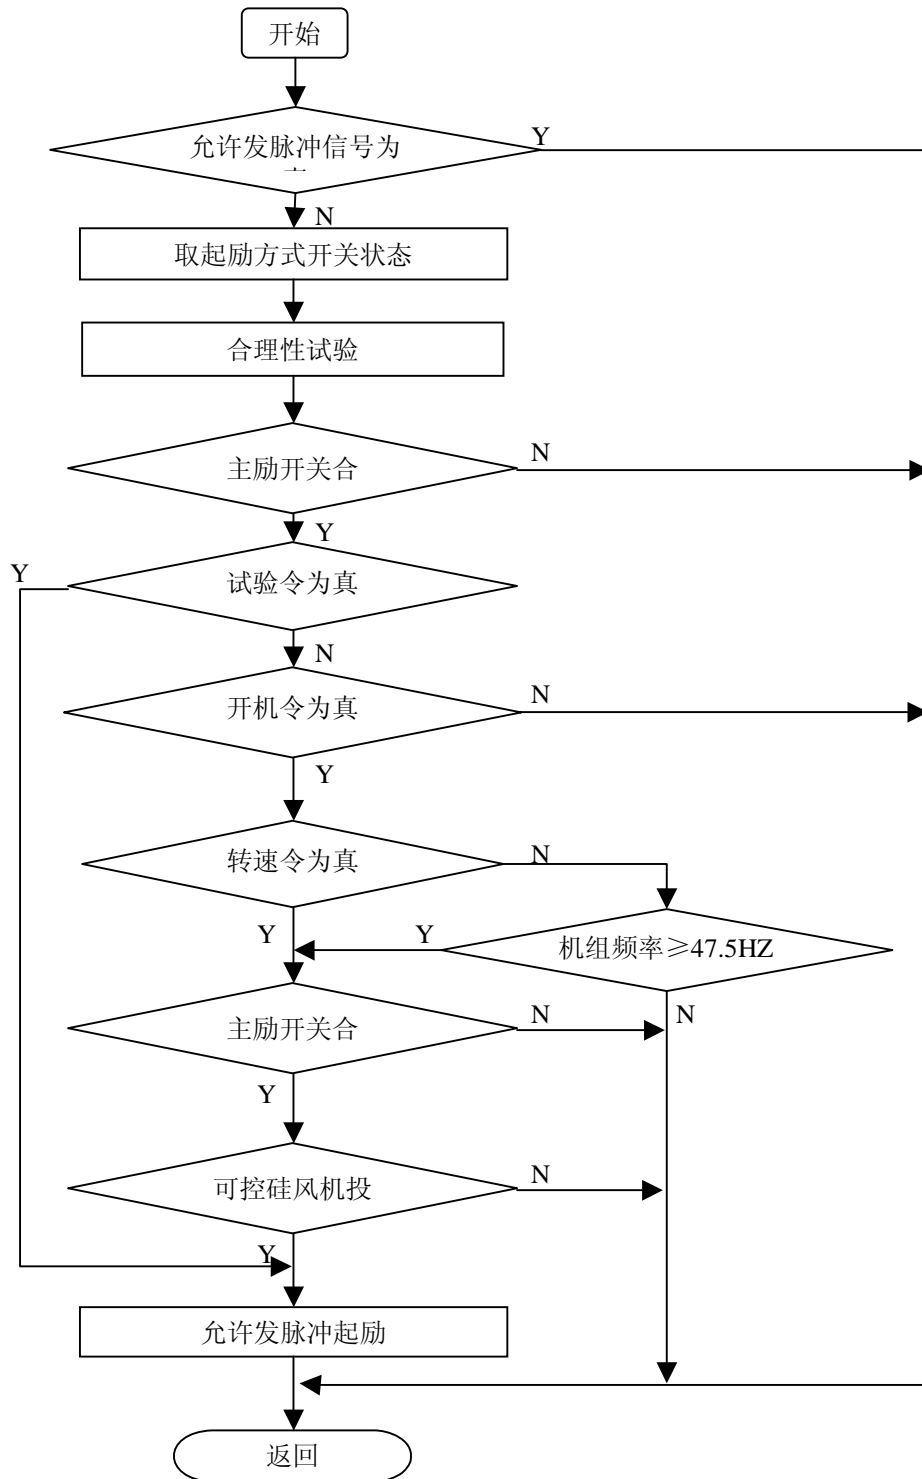 开始
允许发脉冲信号为
Y
N
取起励方式开关状态
合理性试验
主励开关合
N
Y
Y
试验令为真
N
开机令为真
N
Y
转速令为真
N
Y
Y
机组频率≥47.5HZ
主励开关合
N
N
Y
可控硅风机投
N
Y
允许发脉冲起励
返回